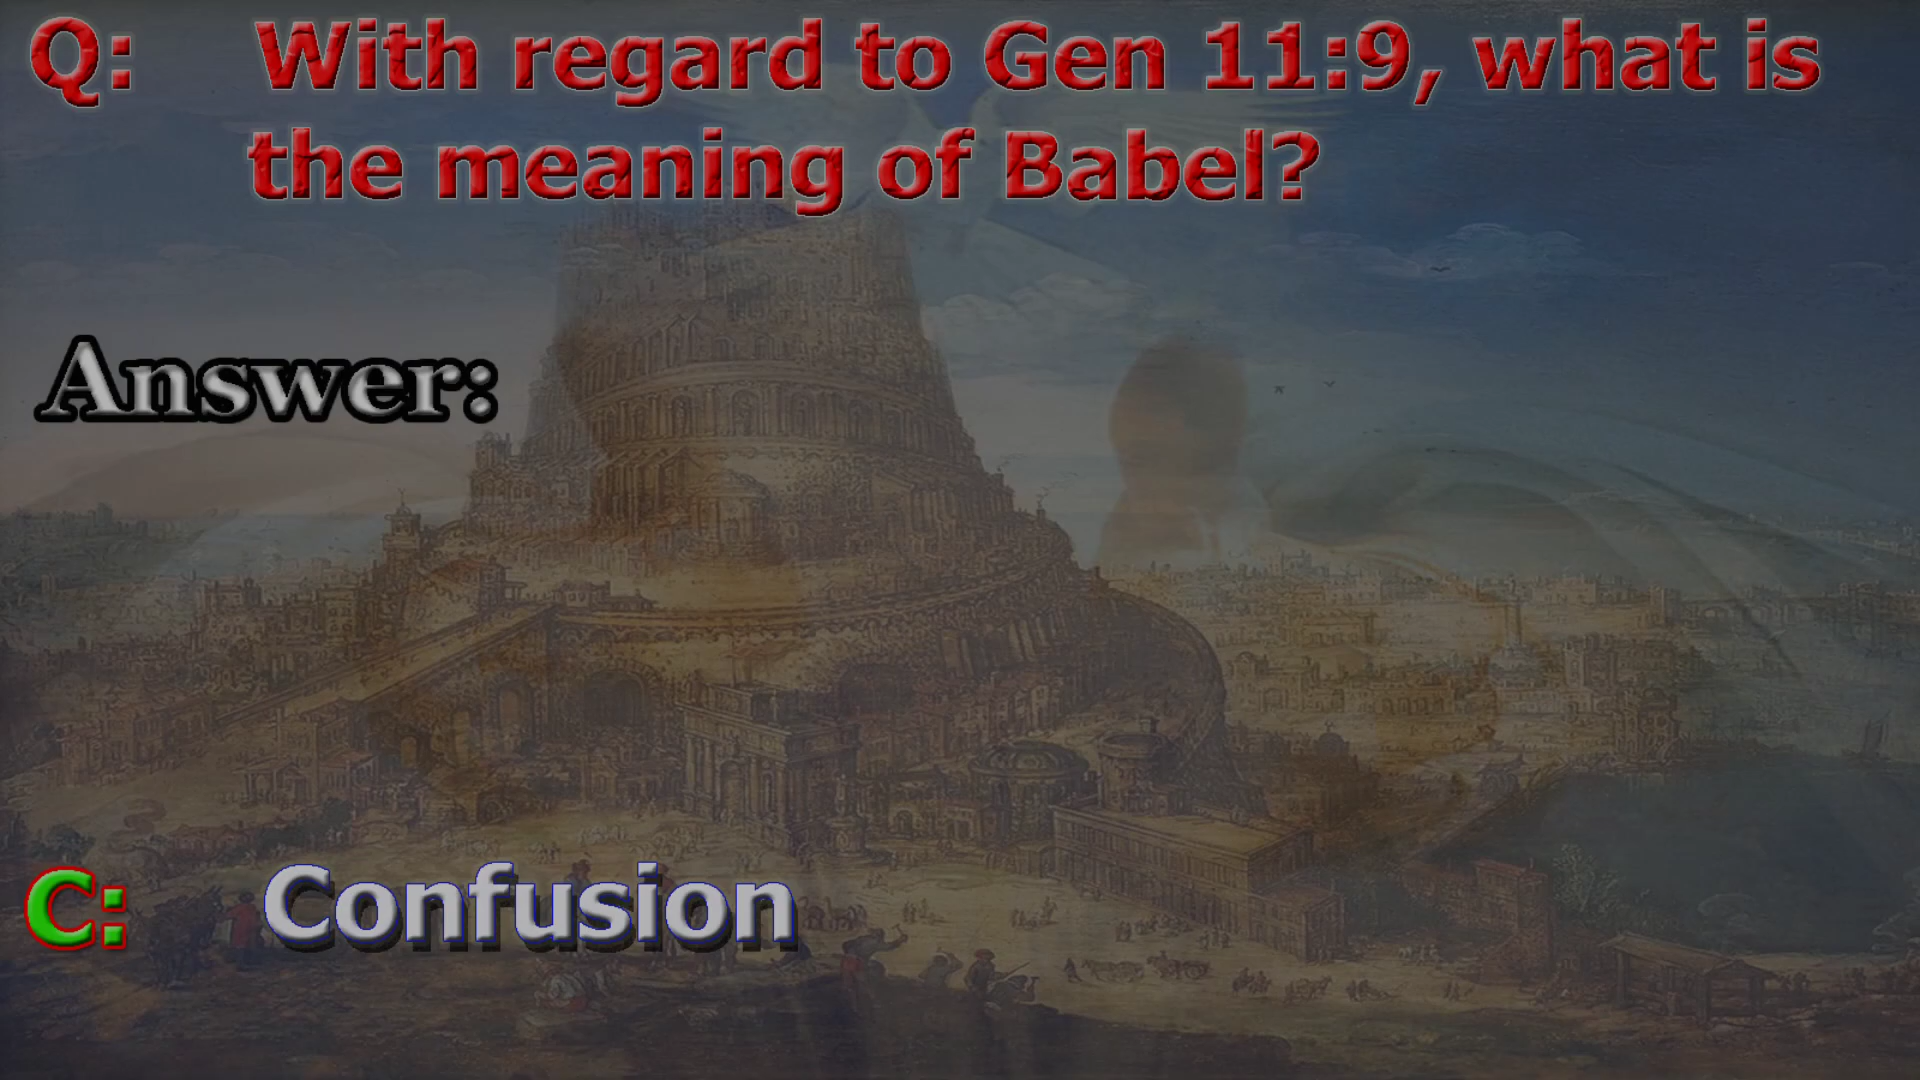 Q: With regard to Gen 11:9, what is
the meaning of Babel?
Answer:
C: Confusion